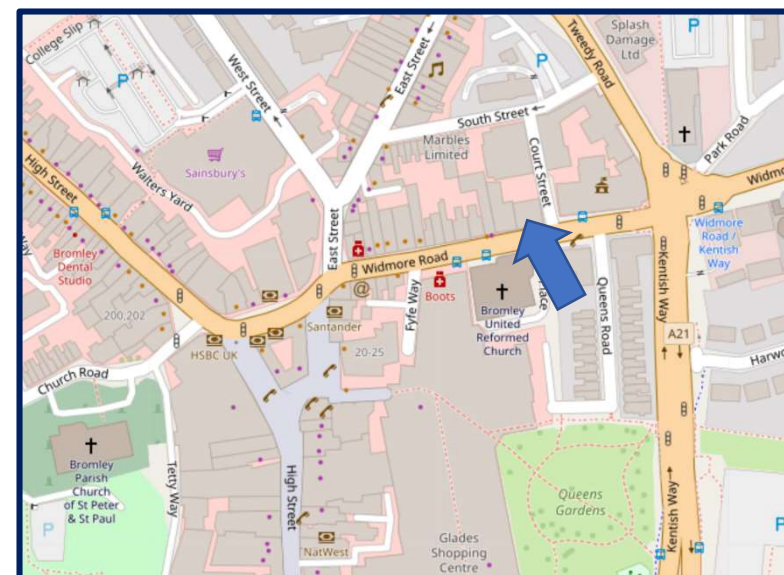 College Slip
P
West Street
East Street
Tweedy Road
Splash
Damage
Ltd
P
P
South Street
Marbles
Limited
Court Street
Park Road
Sainsbury's
Walters Yard
High Street
East Street
Widmore Road
Widmore
Road /
Kentish
Way
Bromley
Dental
Studio
200,202
@
Boots
Fyfe Way
Bromley
United
Reformed
Church
Place
Queens Road
Kentish Way
A21
Santander
HSBC UK
20-25
Church Road
Bromley
Parish
Church
of St Peter
& St Paul
P
Tetty Way
High Street
NatWest
Glades
Shopping
Centre
Queens
Gardens
Kentish Way